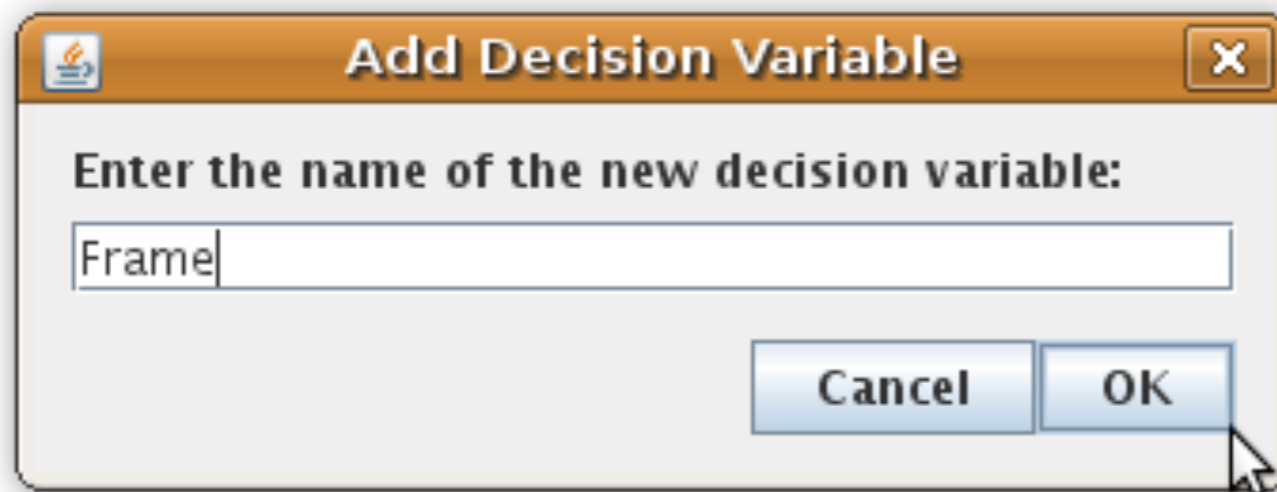 Add Decision Variable
Enter the name of the new decision variable:
Frame
Cancel OK